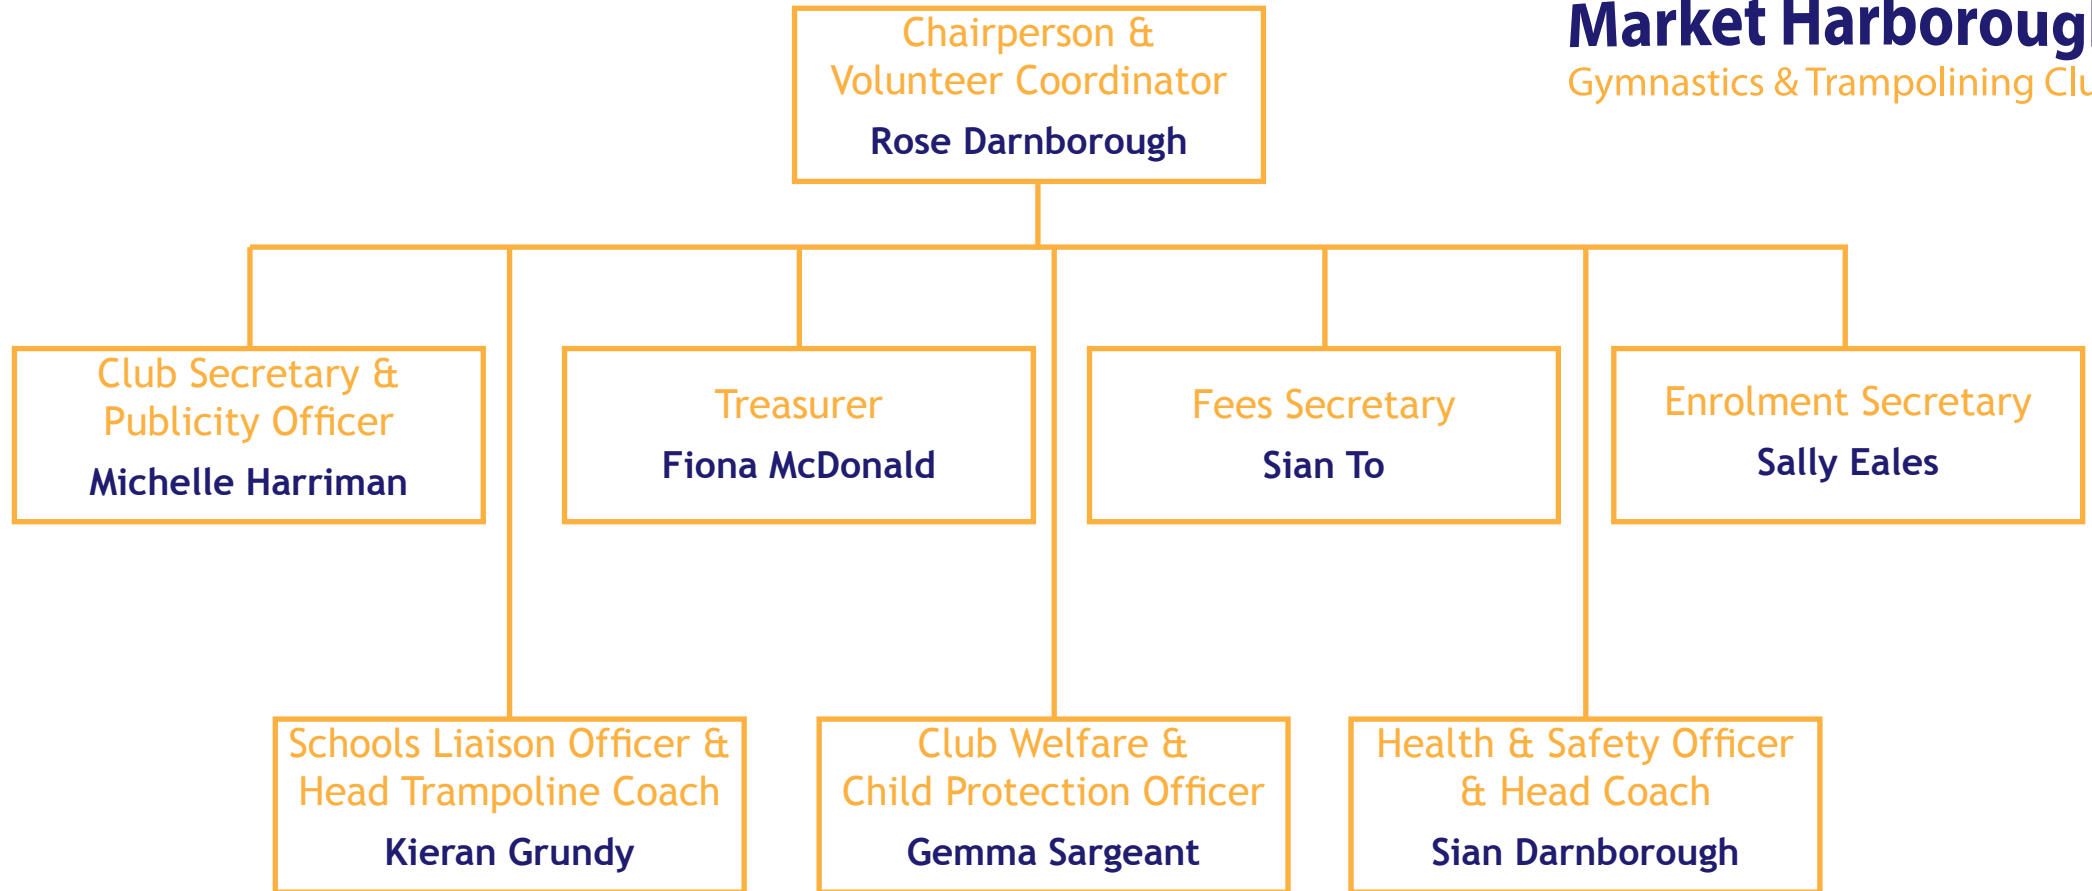 Chairperson &
Volunteer Coordinator
Rose Darnborough
Market Harboroug
Gymnastics & Trampolining Clu
Club Secretary &
Publicity Officer
Michelle Harriman
Treasurer
Fiona McDonald
Fees Secretary
Sian To
Enrolment Secretary
Sally Eales
Schools Liaison Officer &
Head Trampoline Coach
Kieran Grundy
Club Welfare &
Child Protection Officer
Gemma Sargeant
Health & Safety Officer
& Head Coach
Sian Darnborough